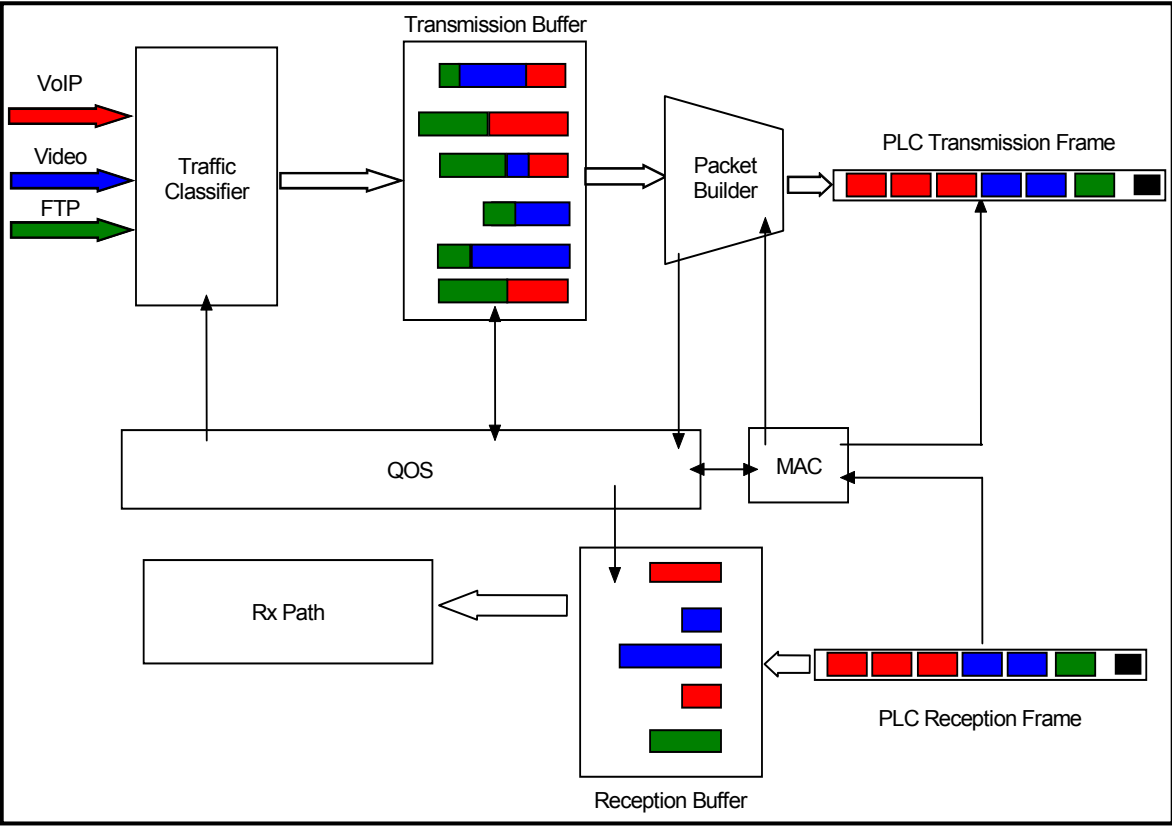 Transmission Buffer
VoIP
Video
FTP
Traffic
Classifier
Packet
Builder
PLC Transmission Frame
QOS
MAC
Rx Path
PLC Reception Frame
Reception Buffer